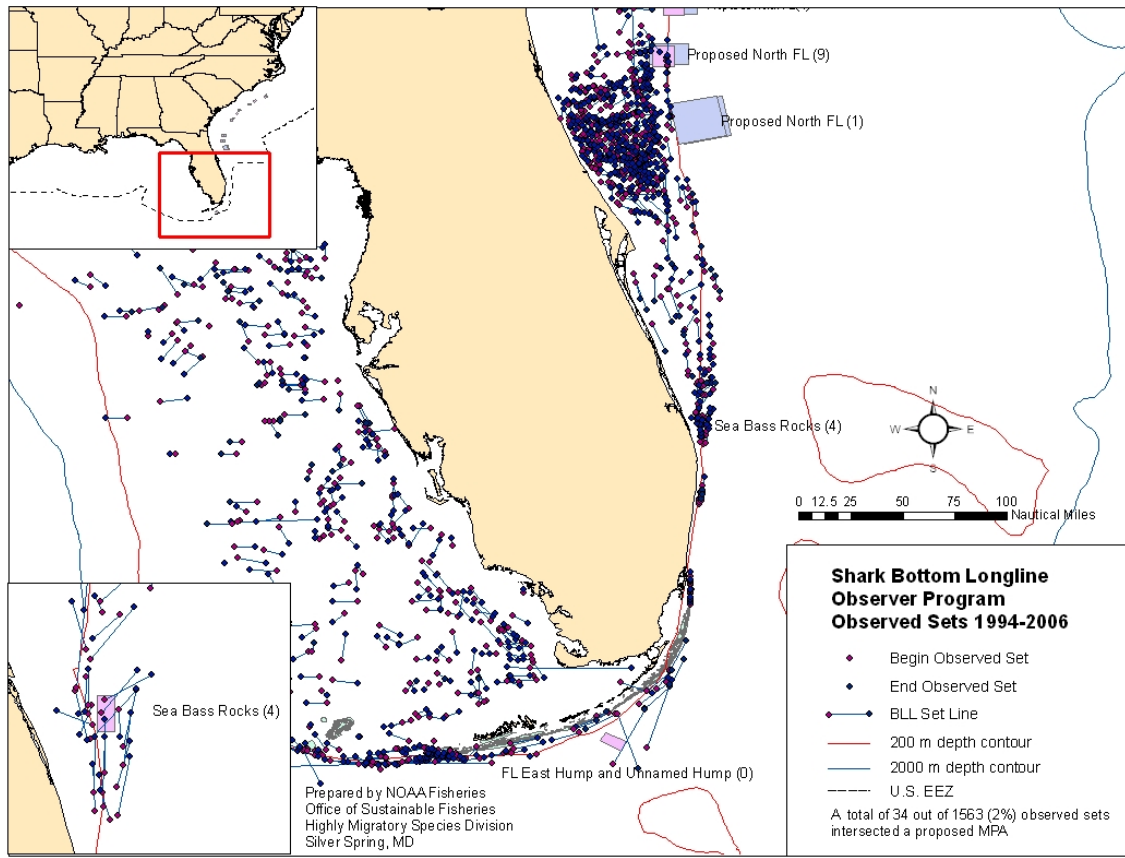 Proposed North FL (9)
Proposed North FL (1)
Sea Bass Rocks (4)
N
W
E
S
0 12.5 25 50 75 100
Nautical Miles
Sea Bass Rocks (4)
FL East Hump and Unnamed Hump (0)
Prepared by NOAA Fisheries
Office of Sustainable Fisheries
Highly Migratory Species Division
Silver Spring, MD
Shark Bottom Longline
Observer Program
Observed Sets 1994-2006
Begin Observed Set
End Observed Set
BLL Set Line
200 m depth contour
2000 m depth contour
U.S. EEZ
A total of 34 out of 1563 (2%) observed sets
intersected a proposed MPA